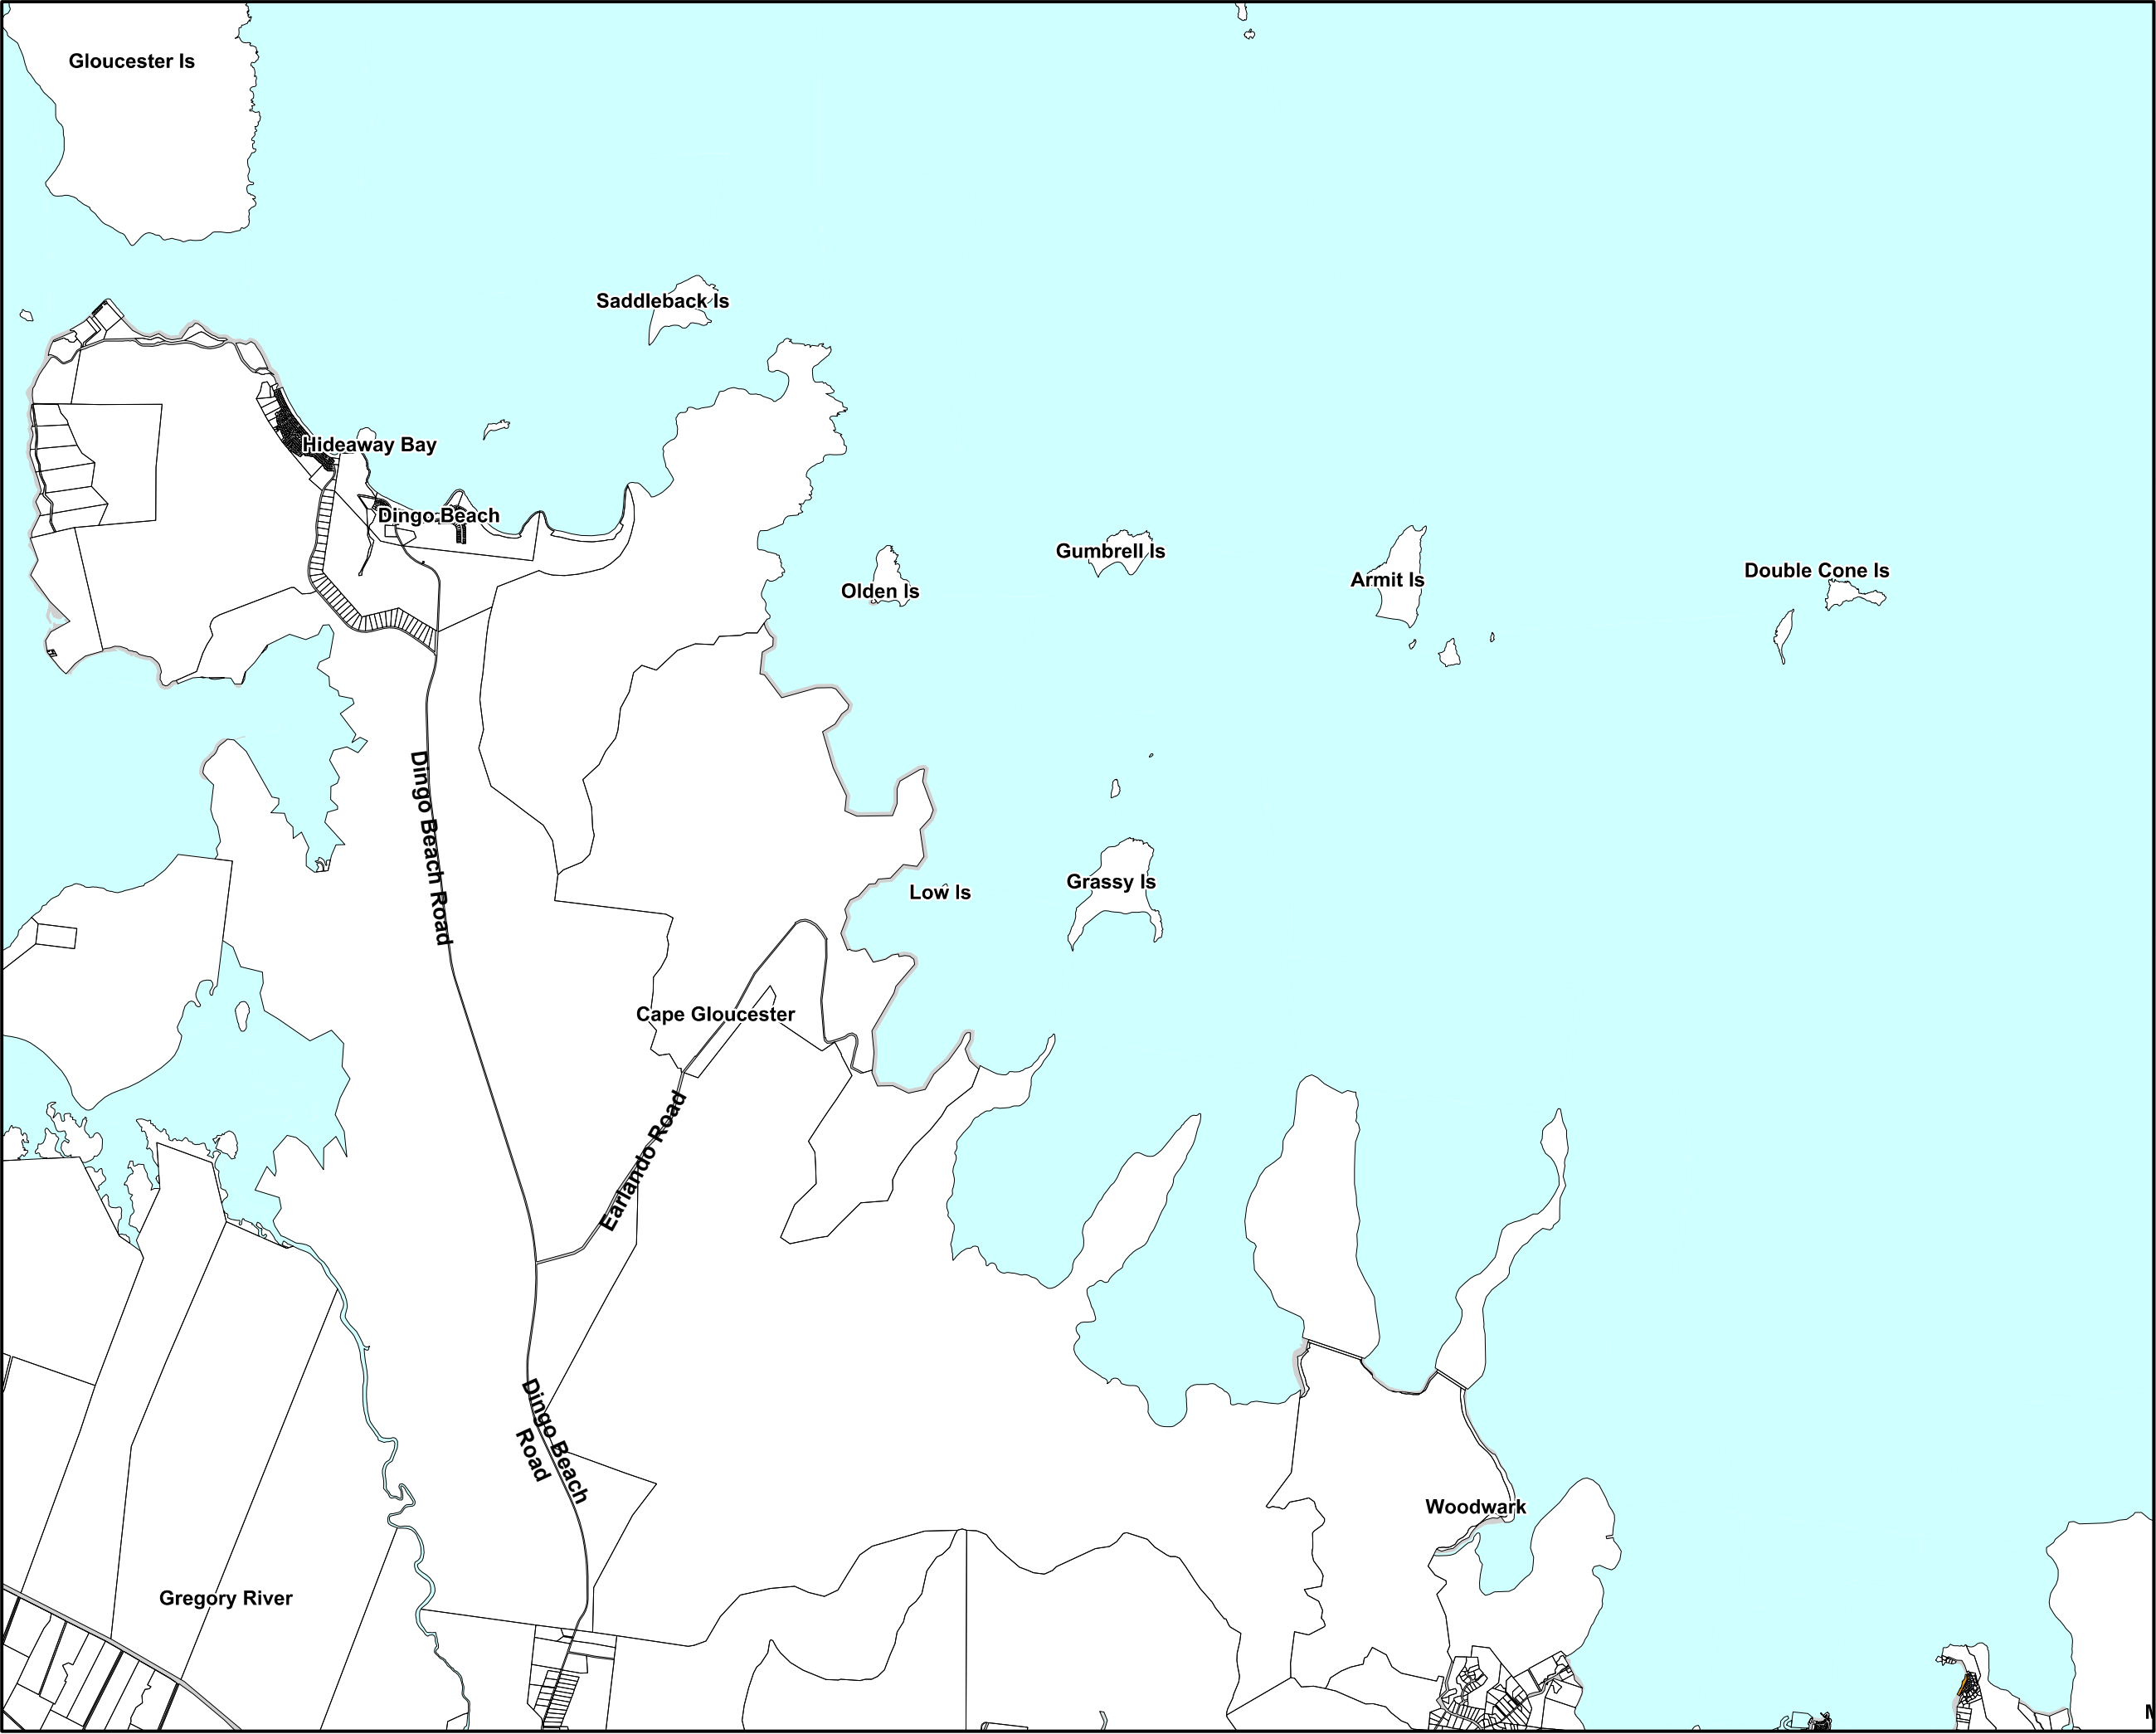 Gloucester Is
Saddleback Is
Hideaway Bay
Dingo Beach
Gumbrell Is
Olden Is
Armit Is
Double Cone Is
Dingo Beach Road
Low Is
Grassy Is
Cape Gloucester
Earlando Road
Dingo Beach
Road
Woodwark
Gregory River